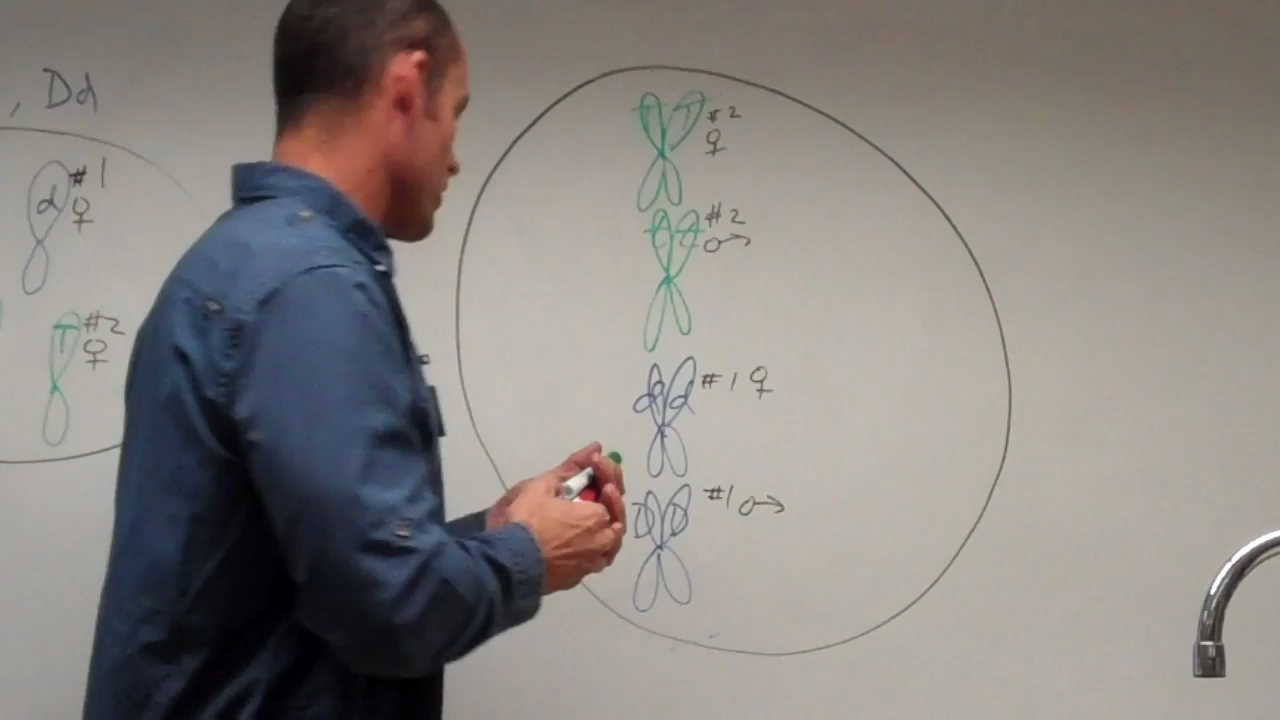 , Dd
#1
d ♀
T #2
♀
T T #2
♀
t t #2
♂
d d #1 ♀
D D #1 ♂